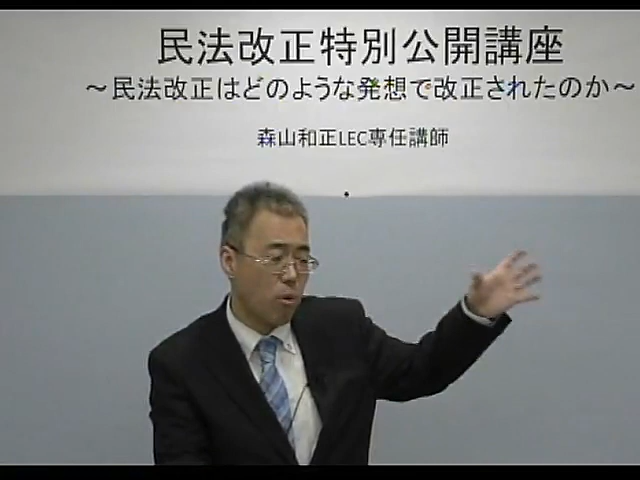 民法改正特別公開講座
～民法改正はどのような発想で改正されたのか～
森山和正LEC専任講師